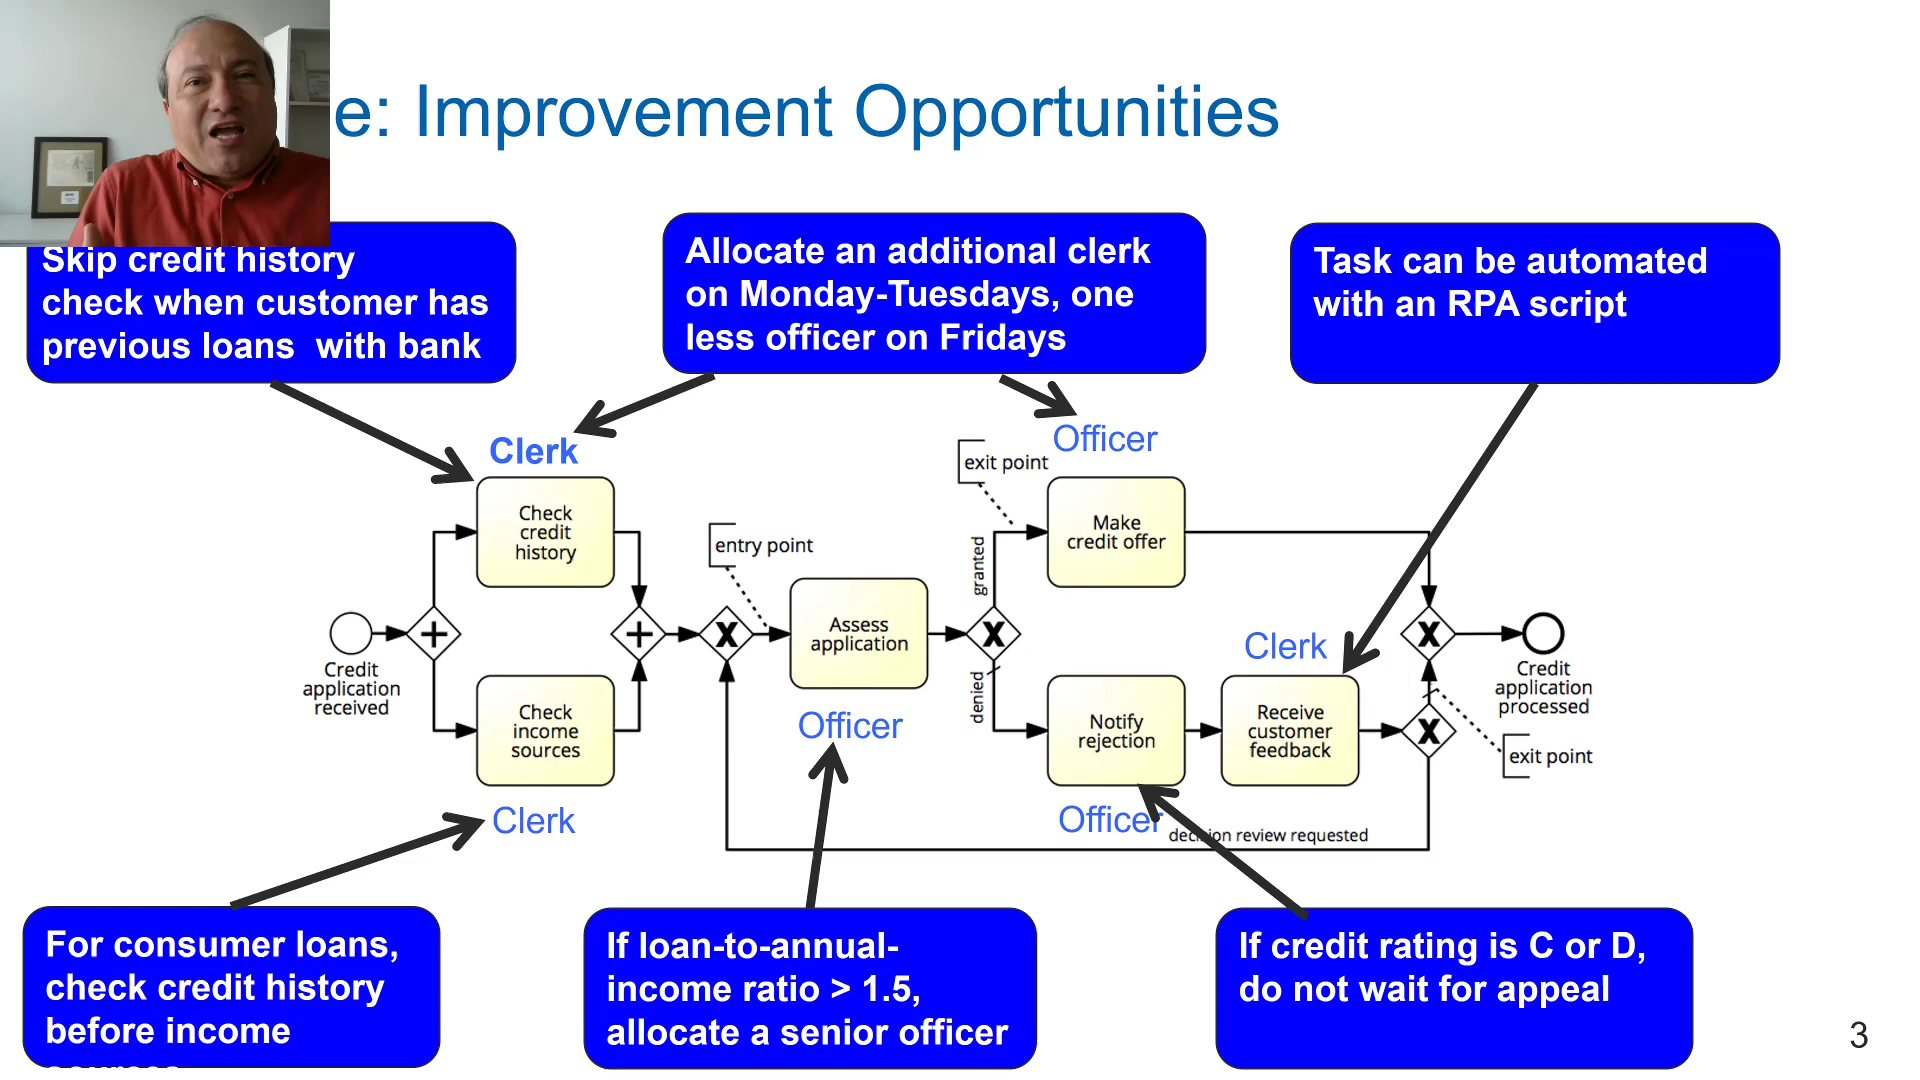 e: Improvement Opportunities
Skip credit history
check when customer has
previous loans  with bank
Allocate an additional clerk
on Monday-Tuesdays, one
less officer on Fridays
Task can be automated
with an RPA script
Clerk
Officer
exit point
Check
credit
history
Make
credit offer
entry point
granted
Assess
application
Credit
application
received
Clerk
Credit
application
processed
denied
Officer
Check
income
sources
Notify
rejection
Receive
customer
feedback
exit point
Clerk
Officer
decision review requested
For consumer loans,
check credit history
before income
If loan-to-annual-
income ratio > 1.5,
allocate a senior officer
If credit rating is C or D,
do not wait for appeal
3